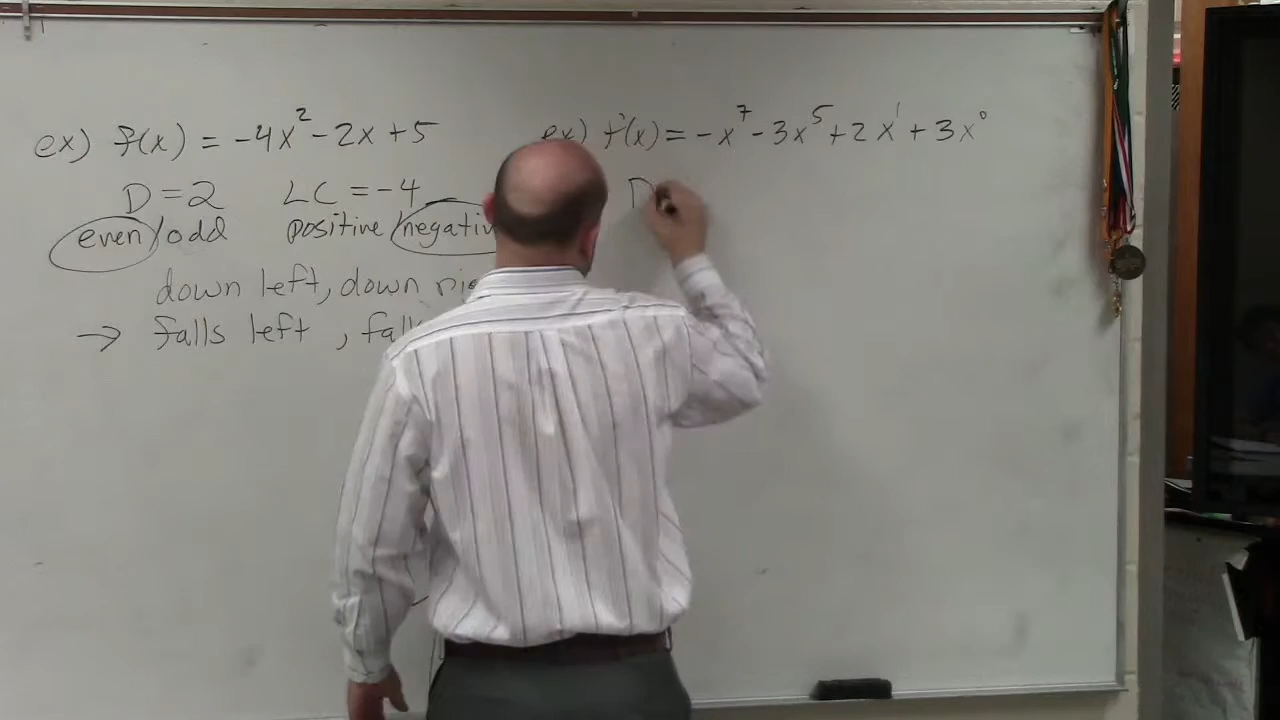 ex) f(x) = -4x² - 2x + 5
D = 2 LC = -4
even/odd positive/negativ
down left, down
→ falls left,
ex) f(x) = -x⁷ - 3x⁵ + 2x¹ + 3x⁰
D